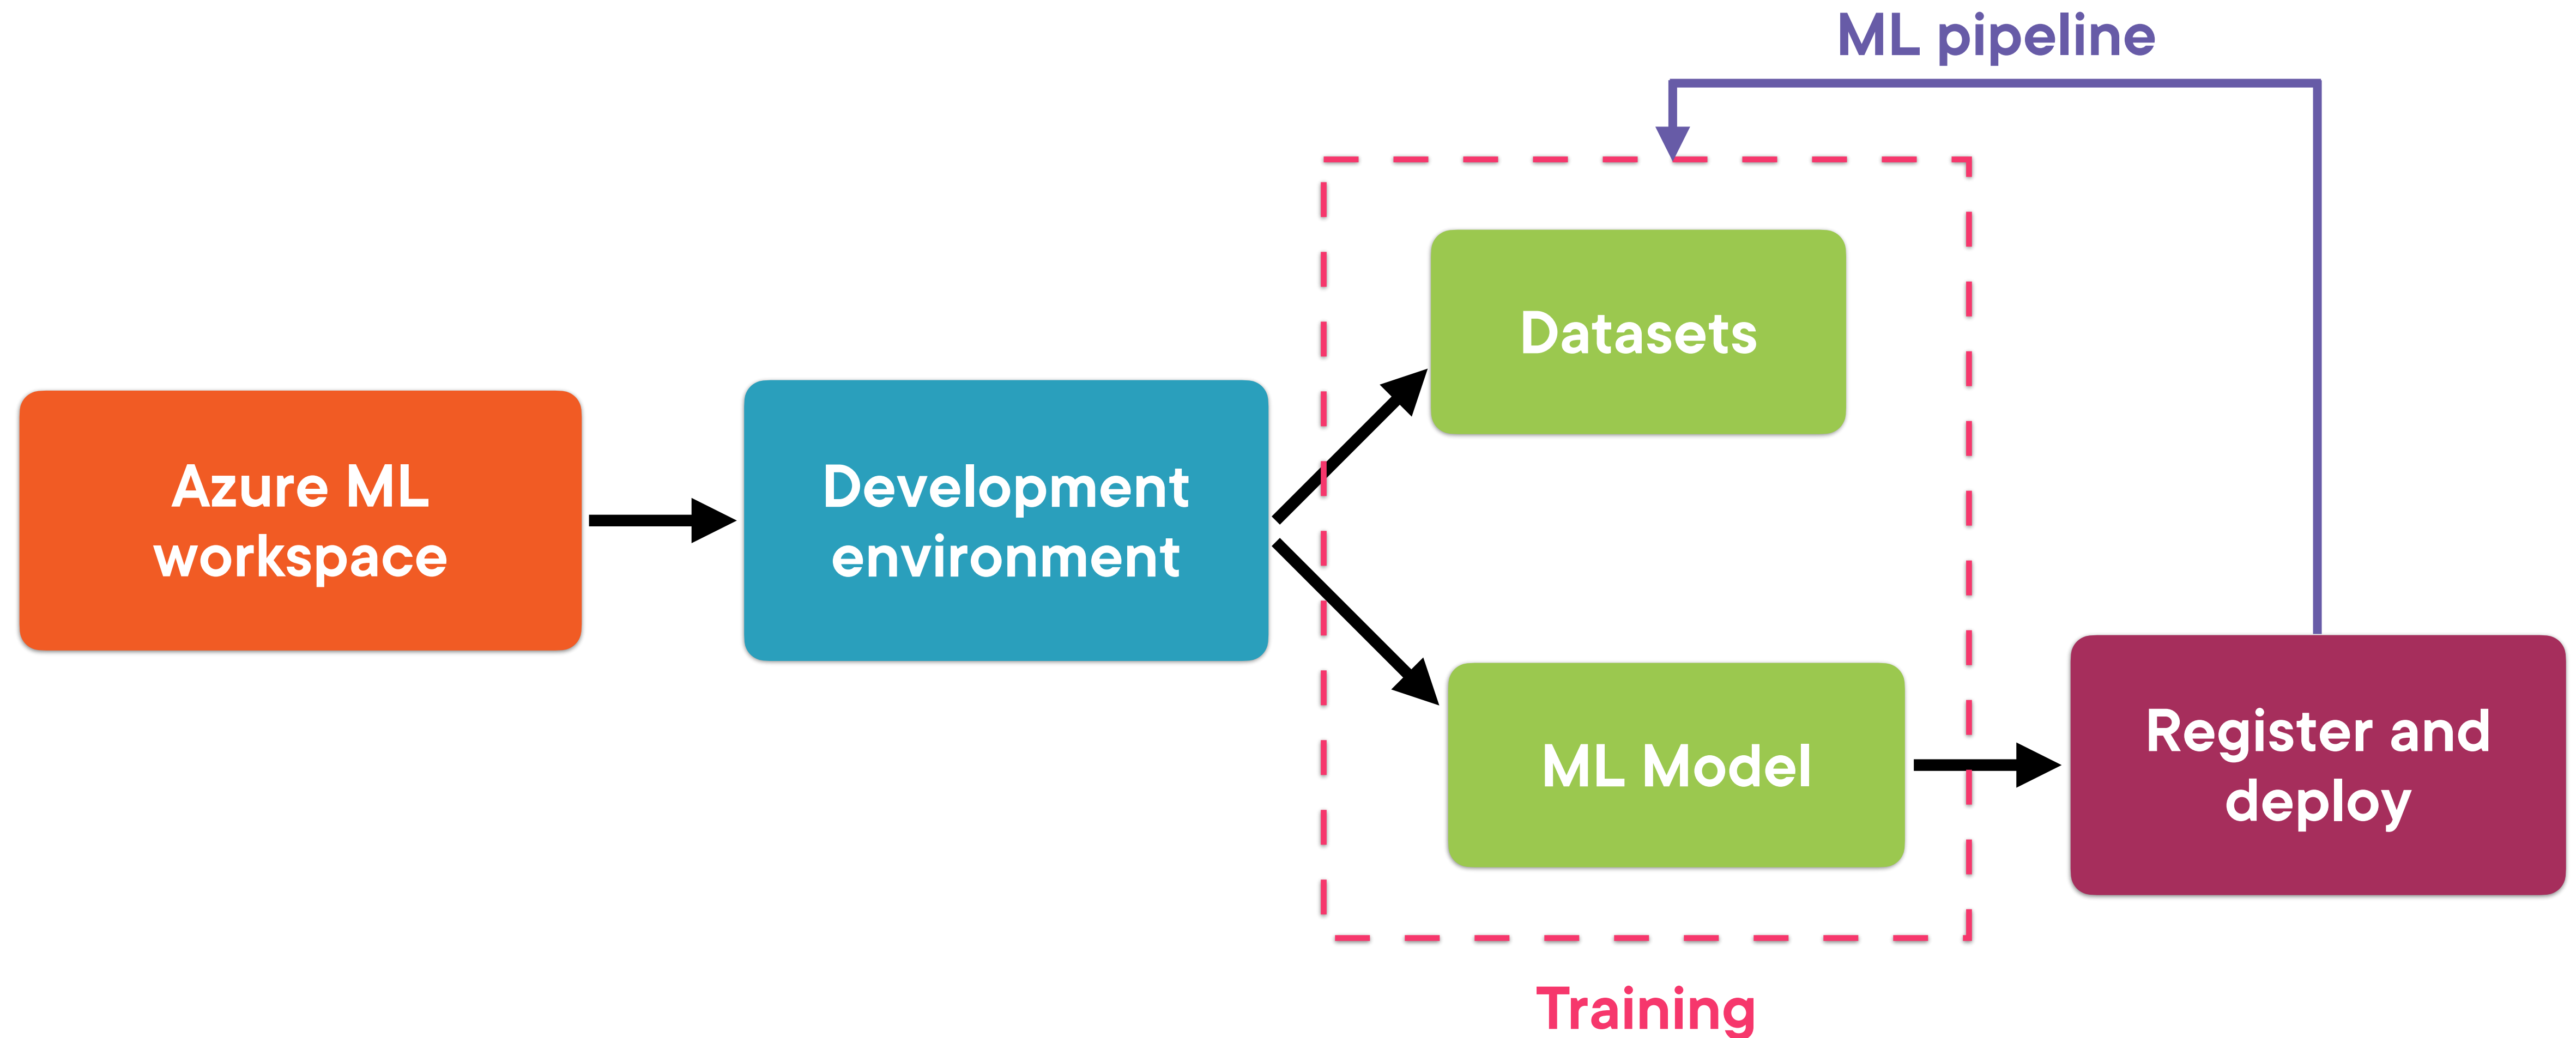 ML pipeline
Datasets
Azure ML
workspace
Development
environment
ML Model
Register and
deploy
Training